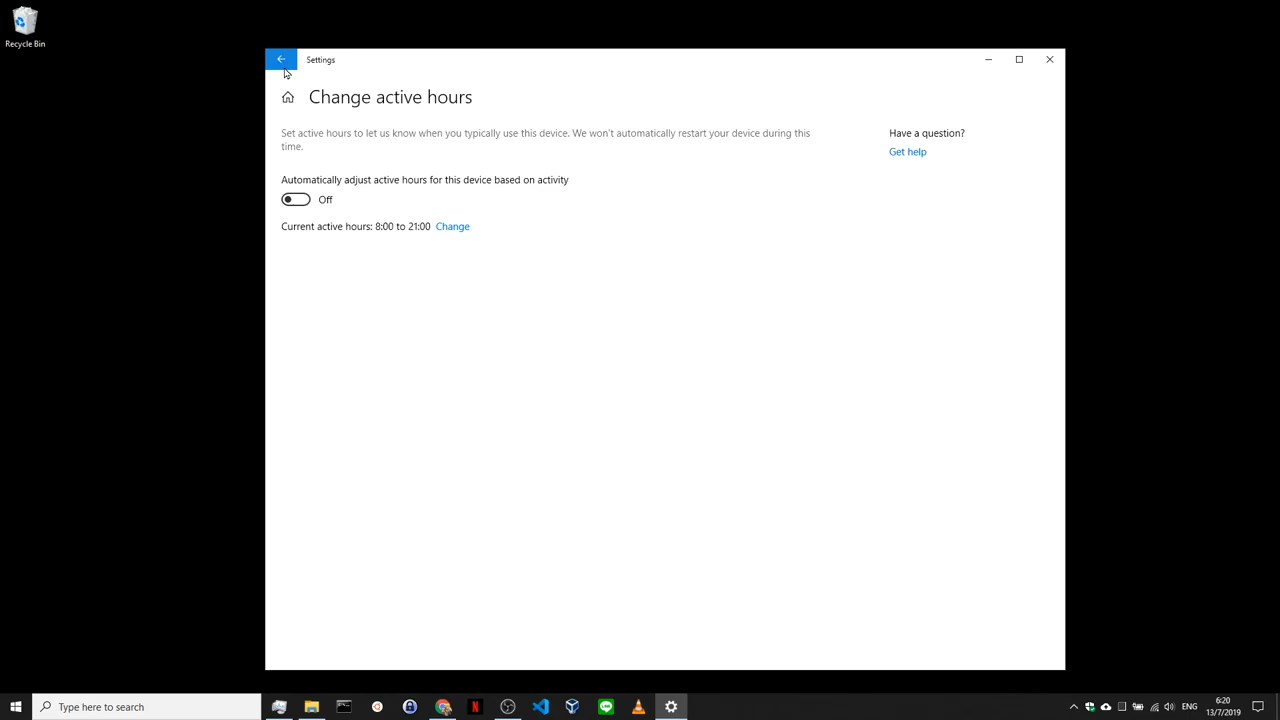 Recycle Bin
Settings
Change active hours
Set active hours to let us know when you typically use this device. We won't automatically restart your device during this
time.
Have a question?
Get help
Automatically adjust active hours for this device based on activity
Off
Current active hours: 8:00 to 21:00 Change
Type here to search
N
LINE
ENG
6:20
13/7/2019